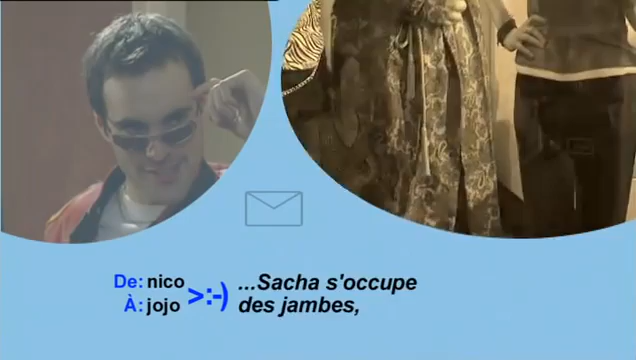 De: nico
À: jojo
>:-)
...Sacha s'occupe
des jambes,